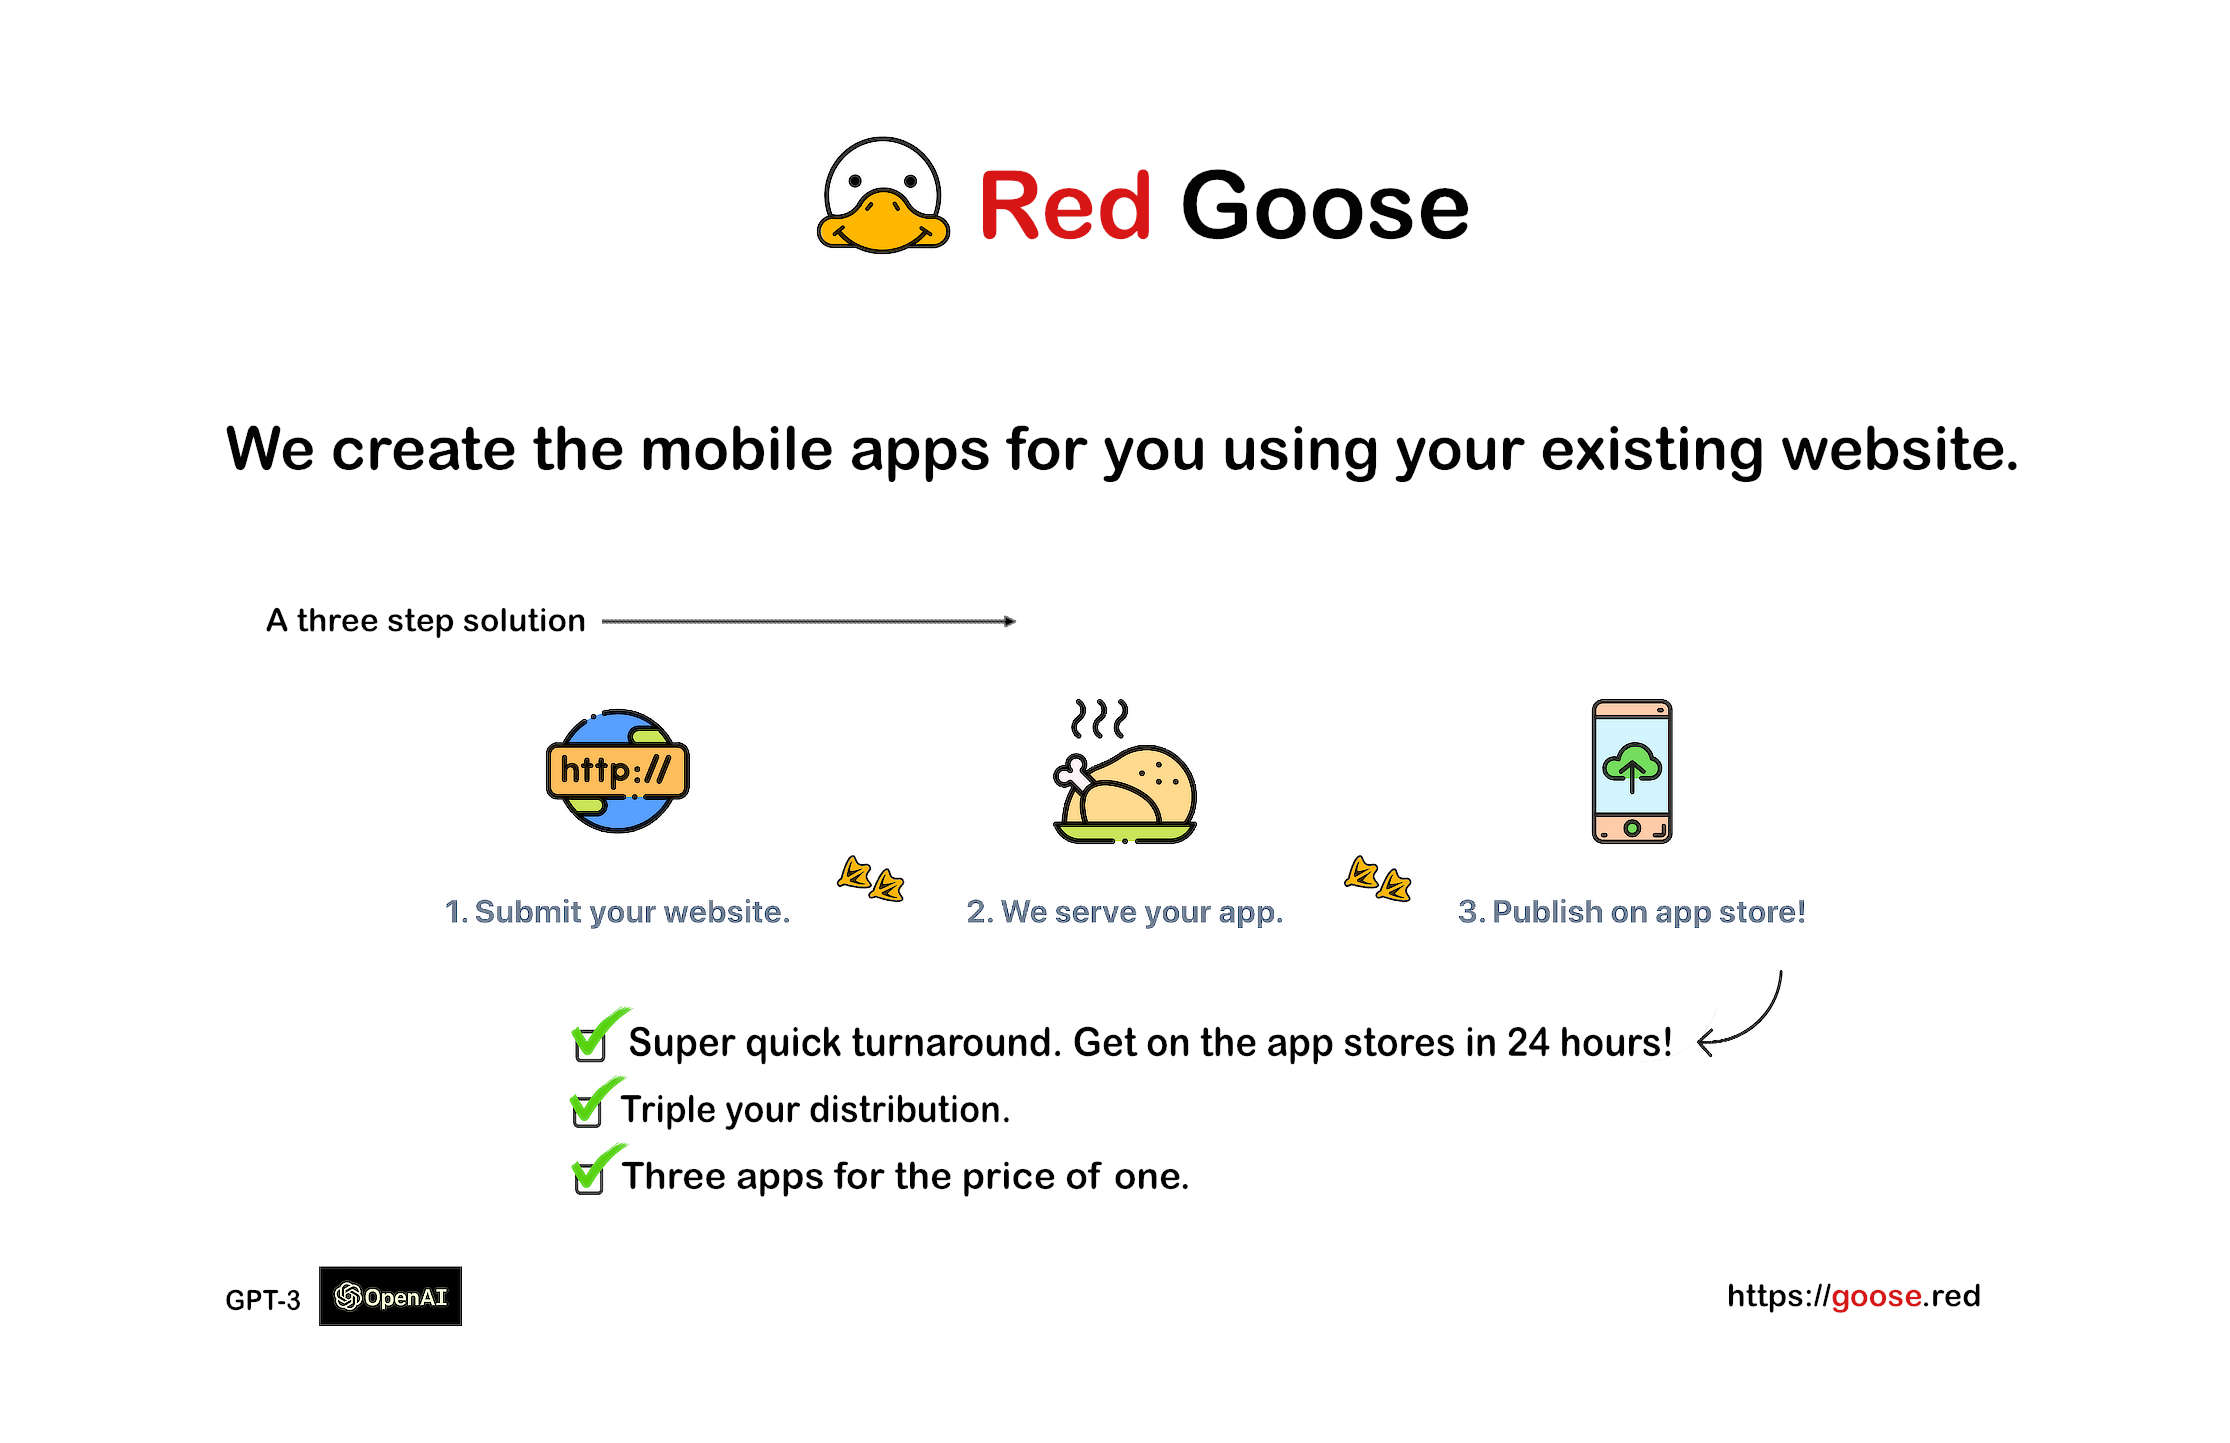 Red Goose
We create the mobile apps for you using your existing website.
A three step solution
http://
1. Submit your website.
2. We serve your app.
3. Publish on app store!
Super quick turnaround. Get on the app stores in 24 hours!
Triple your distribution.
Three apps for the price of one.
GPT-3 OpenAI
https://goose.red